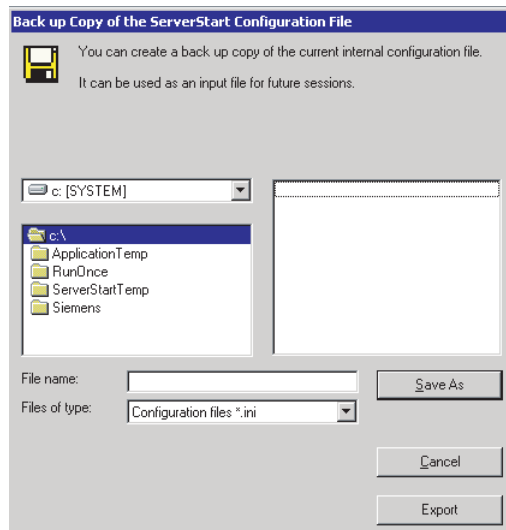 Back up Copy of the ServerStart Configuration File
You can create a back up copy of the current internal configuration file.
It can be used as an input file for future sessions.
c: [SYSTEM]
c:\
ApplicationTemp
RunOnce
ServerStartTemp
Siemens
File name:
Save As
Files of type:
Configuration files *.ini
Cancel
Export